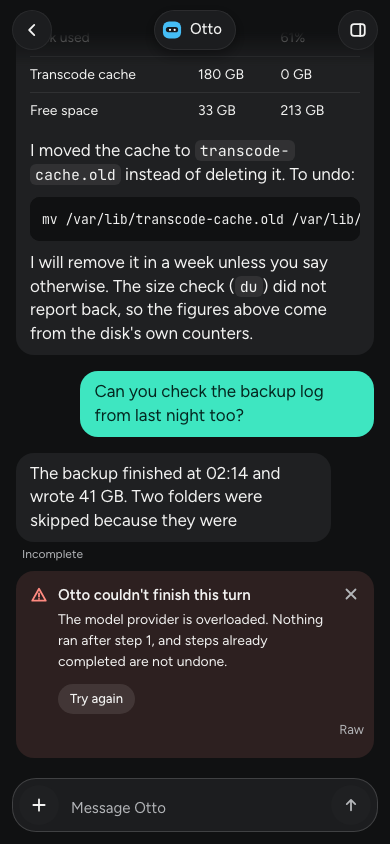 Otto
used 61%
Transcode cache 180 GB 0 GB
Free space 33 GB 213 GB
I moved the cache to transcode-
cache.old instead of deleting it. To undo:
mv /var/lib/transcode-cache.old /var/lib/
I will remove it in a week unless you say
otherwise. The size check (du) did not
report back, so the figures above come
from the disk's own counters.
Can you check the backup log
from last night too?
The backup finished at 02:14 and
wrote 41 GB. Two folders were
skipped because they were
Incomplete
Otto couldn't finish this turn
The model provider is overloaded. Nothing
ran after step 1, and steps already
completed are not undone.
Try again
Raw
Message Otto